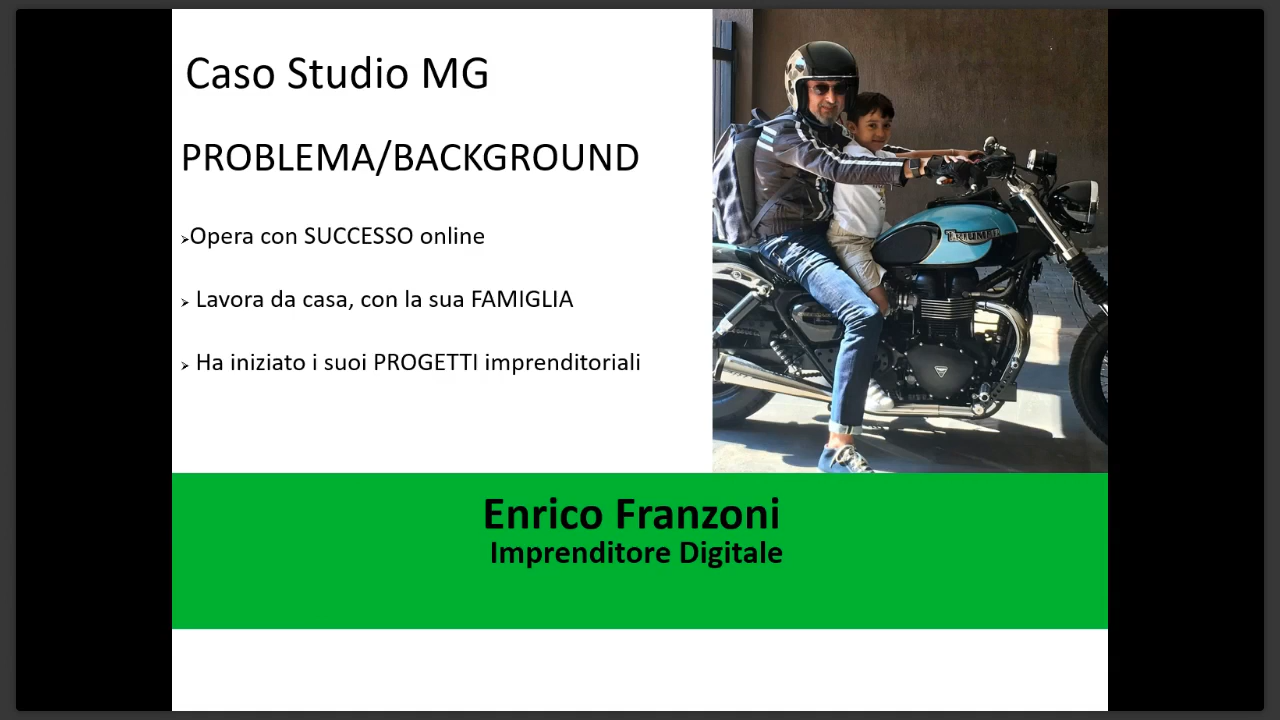 Caso Studio MG
PROBLEMA/BACKGROUND
➢Opera con SUCCESSO online
➢ Lavora da casa, con la sua FAMIGLIA
➢ Ha iniziato i suoi PROGETTI imprenditoriali
TRIUMPH
Enrico Franzoni
Imprenditore Digitale